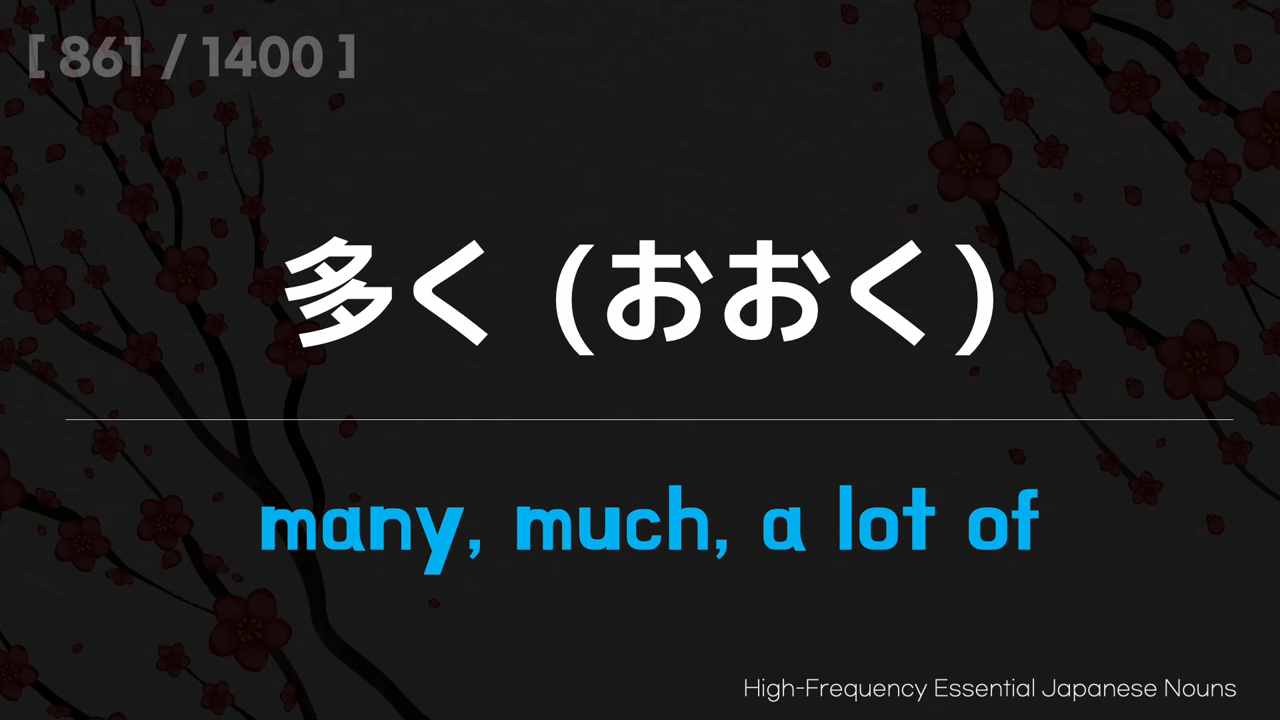 [ 861 / 1400 ]
多く (おおく)
many, much, a lot of
High-Frequency Essential Japanese Nouns